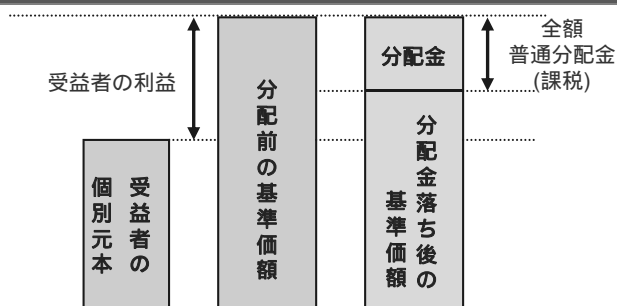 全額
普通分配金
(課税)
受益者の利益
分配金
分配前の基準価額
分配金落ち後の
基準価額
受益者の
個別元本